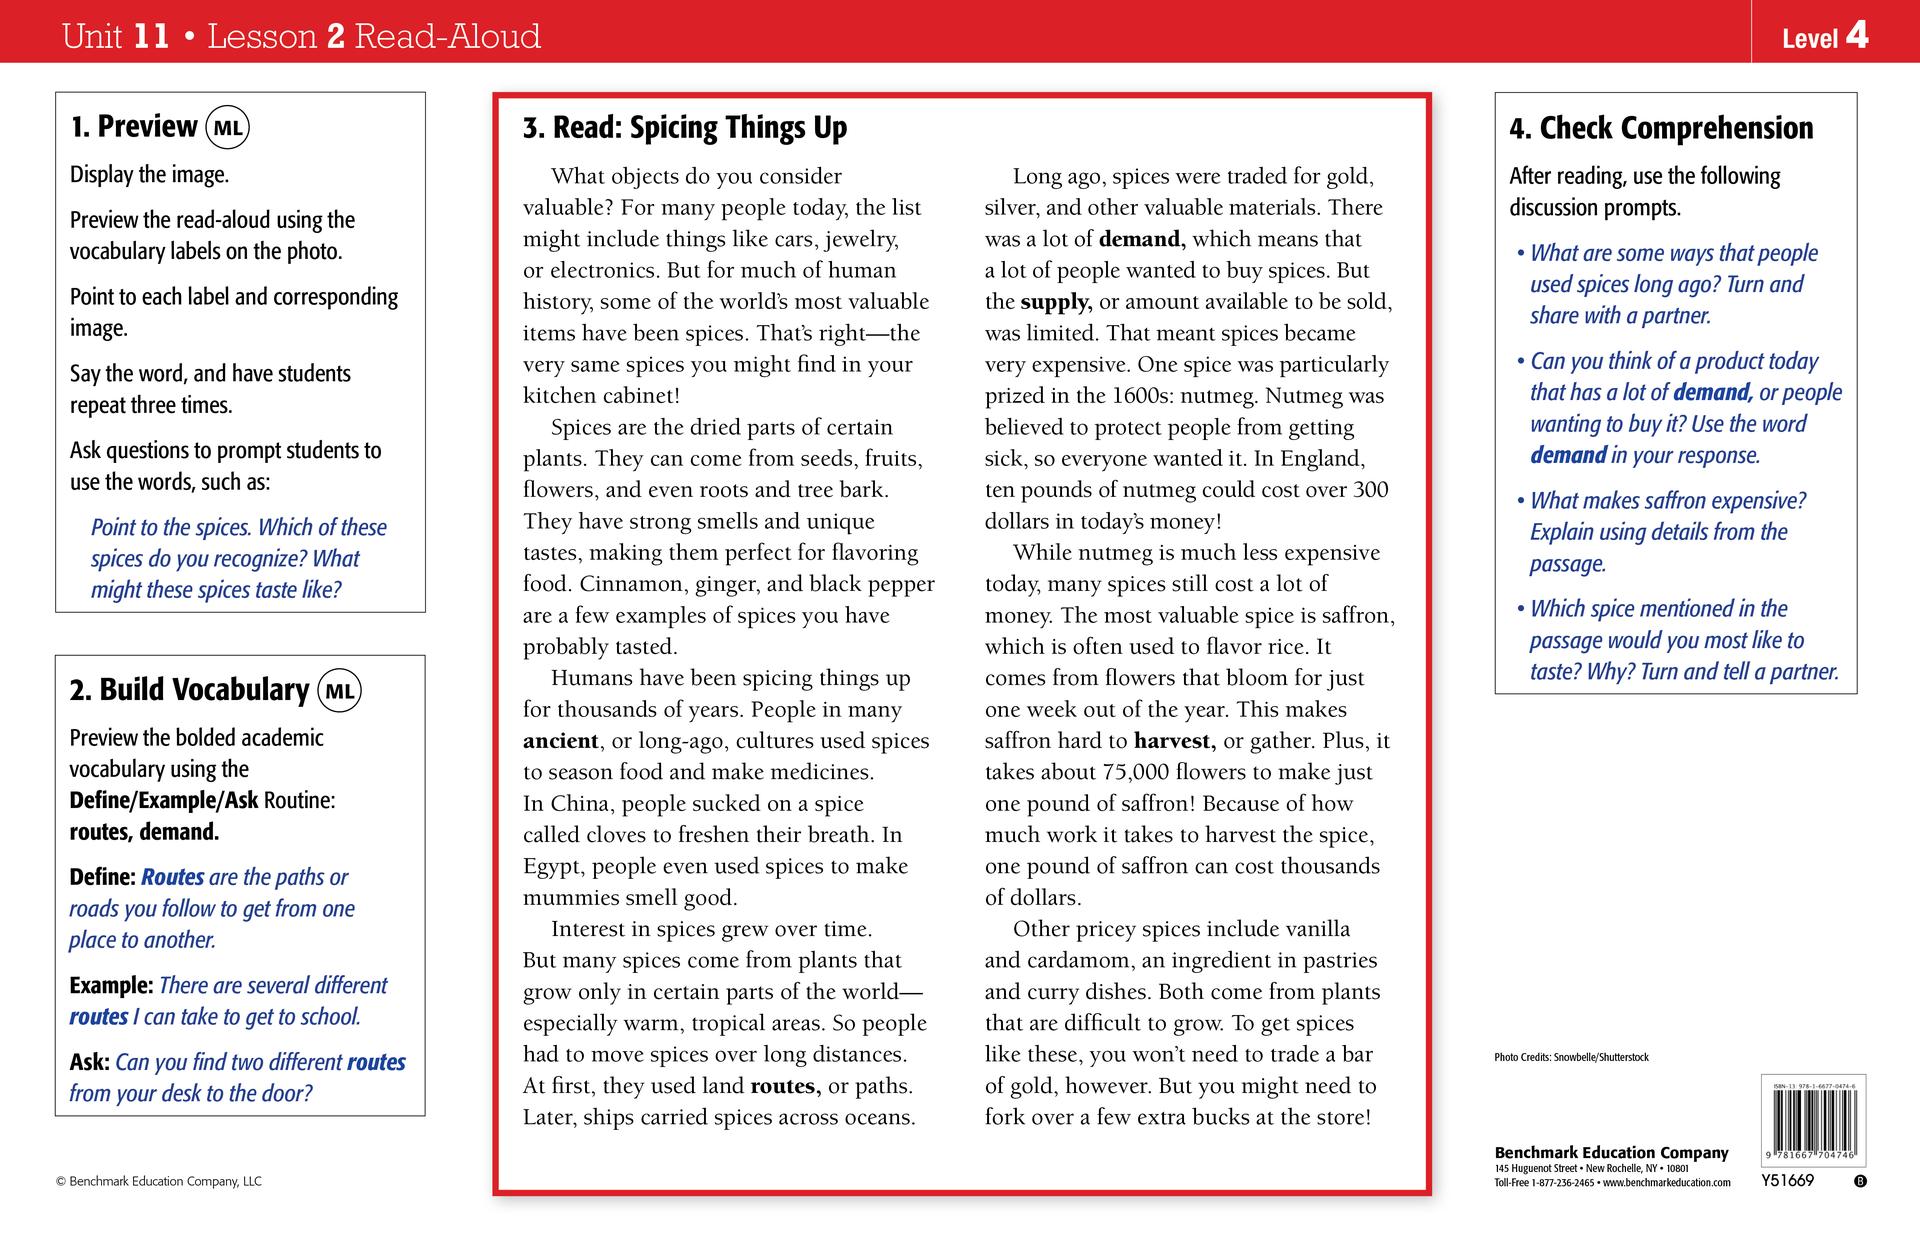 Unit 11 • Lesson 2 Read-Aloud
Level 4
1. Preview ML
Display the image.
Preview the read-aloud using the
vocabulary labels on the photo.
Point to each label and corresponding
image.
Say the word, and have students
repeat three times.
Ask questions to prompt students to
use the words, such as:
Point to the spices. Which of these
spices do you recognize? What
might these spices taste like?
2. Build Vocabulary ML
Preview the bolded academic
vocabulary using the
Define/Example/Ask Routine:
routes, demand.
Define: Routes are the paths or
roads you follow to get from one
place to another.
Example: There are several different
routes I can take to get to school.
Ask: Can you find two different routes
from your desk to the door?
© Benchmark Education Company, LLC
3. Read: Spicing Things Up
What objects do you consider
valuable? For many people today, the list
might include things like cars, jewelry,
or electronics. But for much of human
history, some of the world's most valuable
items have been spices. That's right—the
very same spices you might find in your
kitchen cabinet!
Spices are the dried parts of certain
plants. They can come from seeds, fruits,
flowers, and even roots and tree bark.
They have strong smells and unique
tastes, making them perfect for flavoring
food. Cinnamon, ginger, and black pepper
are a few examples of spices you have
probably tasted.
Humans have been spicing things up
for thousands of years. People in many
ancient, or long-ago, cultures used spices
to season food and make medicines.
In China, people sucked on a spice
called cloves to freshen their breath. In
Egypt, people even used spices to make
mummies smell good.
Interest in spices grew over time.
But many spices come from plants that
grow only in certain parts of the world—
especially warm, tropical areas. So people
had to move spices over long distances.
At first, they used land routes, or paths.
Later, ships carried spices across oceans.
Long ago, spices were traded for gold,
silver, and other valuable materials. There
was a lot of demand, which means that
a lot of people wanted to buy spices. But
the supply, or amount available to be sold,
was limited. That meant spices became
very expensive. One spice was particularly
prized in the 1600s: nutmeg. Nutmeg was
believed to protect people from getting
sick, so everyone wanted it. In England,
ten pounds of nutmeg could cost over 300
dollars in today's money!
While nutmeg is much less expensive
today, many spices still cost a lot of
money. The most valuable spice is saffron,
which is often used to flavor rice. It
comes from flowers that bloom for just
one week out of the year. This makes
saffron hard to harvest, or gather. Plus, it
takes about 75,000 flowers to make just
one pound of saffron! Because of how
much work it takes to harvest the spice,
one pound of saffron can cost thousands
of dollars.
Other pricey spices include vanilla
and cardamom, an ingredient in pastries
and curry dishes. Both come from plants
that are difficult to grow. To get spices
like these, you won't need to trade a bar
of gold, however. But you might need to
fork over a few extra bucks at the store!
4. Check Comprehension
After reading, use the following
discussion prompts.
• What are some ways that people
used spices long ago? Turn and
share with a partner.
• Can you think of a product today
that has a lot of demand, or people
wanting to buy it? Use the word
demand in your response.
• What makes saffron expensive?
Explain using details from the
passage.
• Which spice mentioned in the
passage would you most like to
taste? Why? Turn and tell a partner.
Photo Credits: Snowbelle/Shutterstock
Benchmark Education Company
145 Huguenot Street • New Rochelle, NY • 10801
Toll-Free 1-877-236-2465 • www.benchmarkeducation.com
ISBN-13 978-1-6677-0474-6
9 781667 704746
Y51669
B